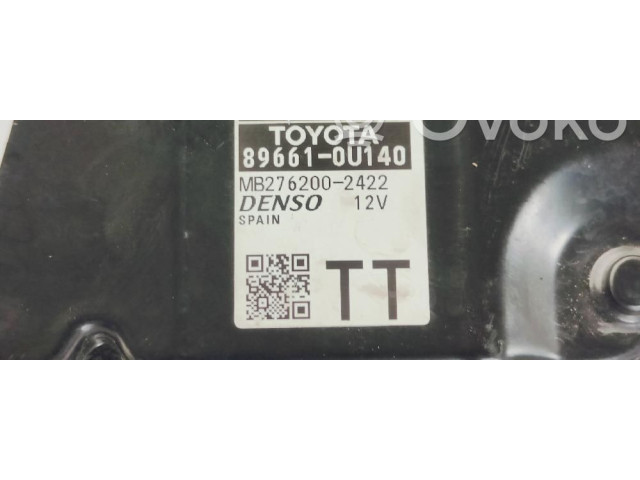 OVOKO
TOYOTA
89661-0U140
MB276200-2422
DENSO 12V
SPAIN
TT